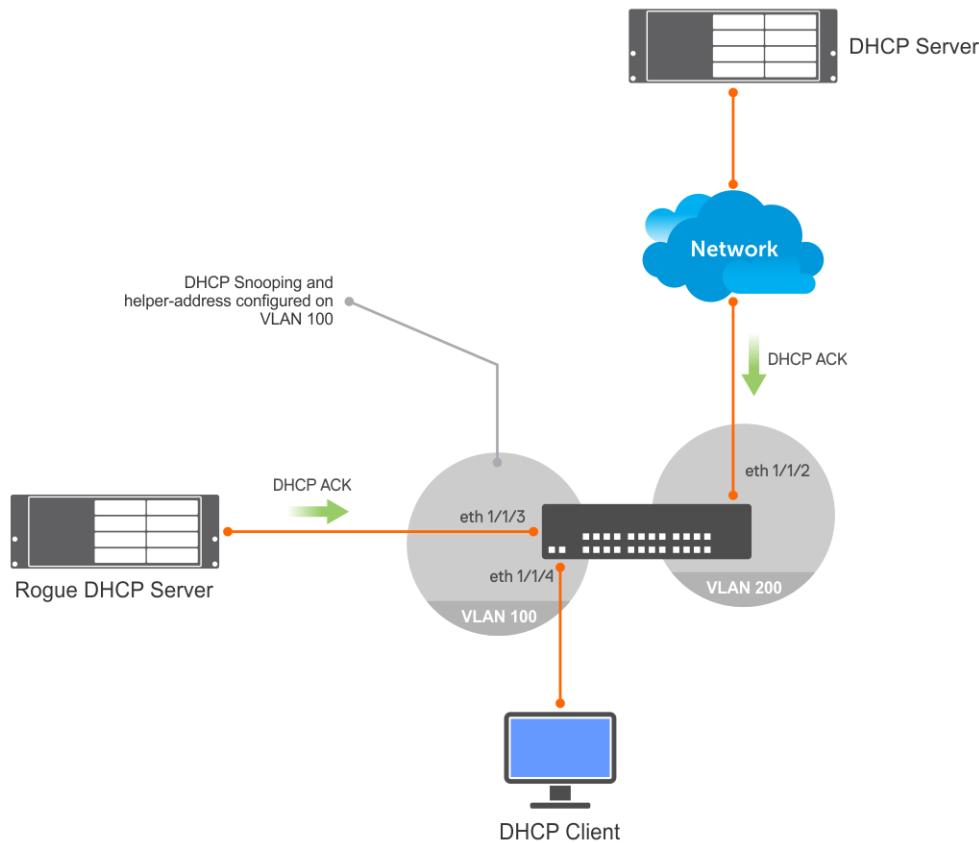 DHCP Server
Network
DHCP Snooping and
helper-address configured on
VLAN 100
DHCP ACK
eth 1/1/2
DHCP ACK
eth 1/1/3
Rogue DHCP Server
eth 1/1/4
VLAN 200
VLAN 100
DHCP Client